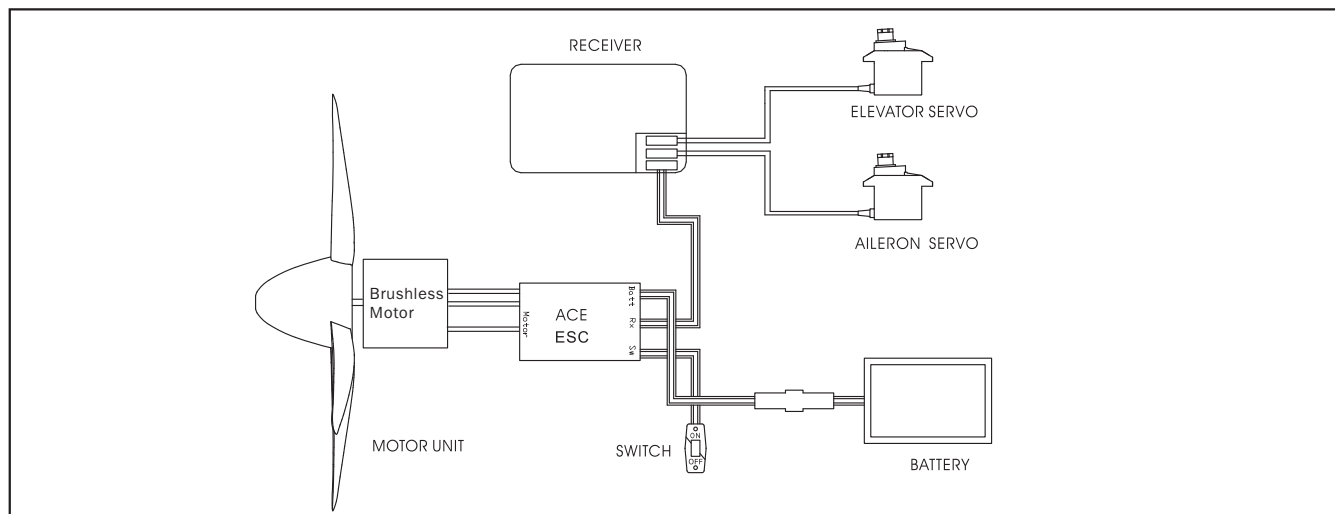 RECEIVER
ELEVATOR SERVO
AILERON SERVO
Brushless
Motor
Motor
ACE
ESC
Batt
Rx
Sw
MOTOR UNIT
SWITCH
ON
OFF
BATTERY